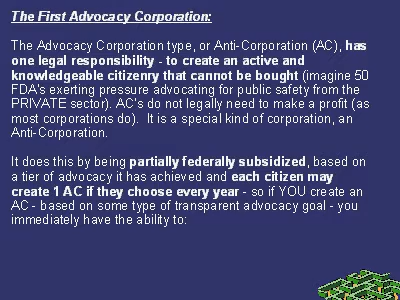 The First Advocacy Corporation:
The Advocacy Corporation type, or Anti-Corporation (AC), has
one legal responsibility - to create an active and
knowledgeable citizenry that cannot be bought (imagine 50
FDA's exerting pressure advocating for public safety from the
PRIVATE sector). AC's do not legally need to make a profit (as
most corporations do). It is a special kind of corporation, an
Anti-Corporation.
It does this by being partially federally subsidized, based on
a tier of advocacy it has achieved and each citizen may
create 1 AC if they choose every year - so if YOU create an
AC - based on some type of transparent advocacy goal - you
immediately have the ability to: